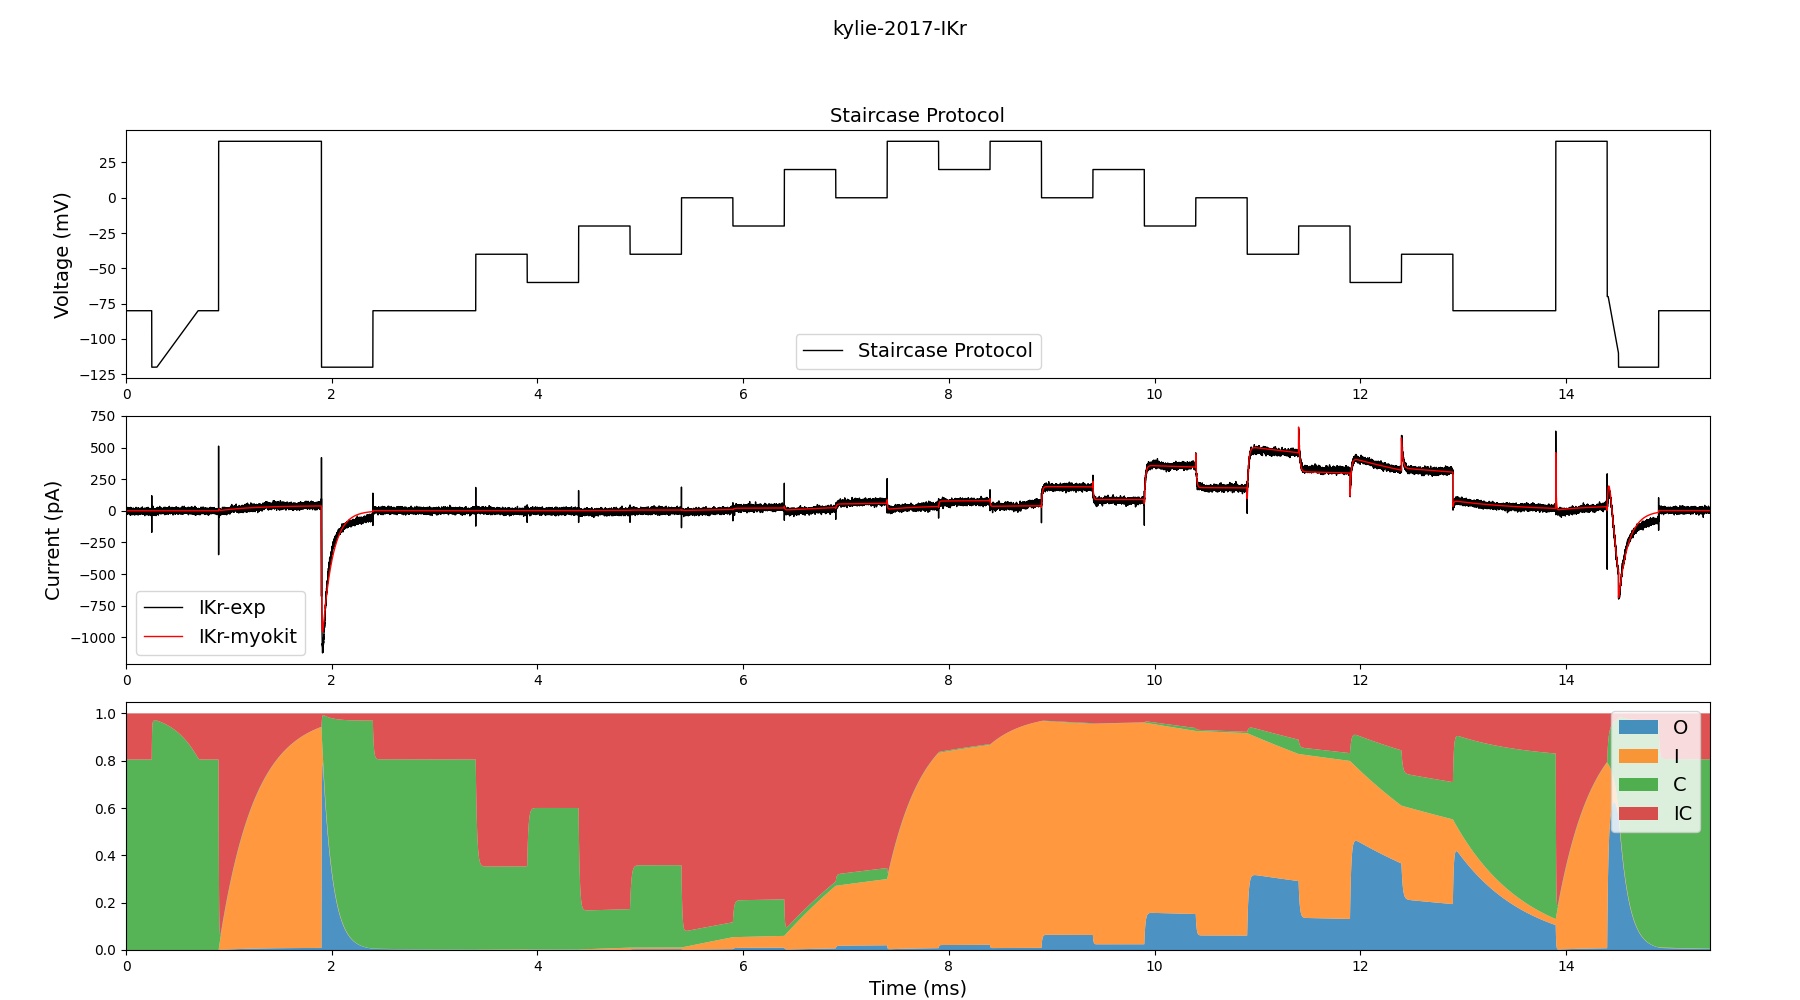 kylie-2017-IKr
Staircase Protocol
Voltage (mV)
25
0
−25
−50
−75
−100
−125
Staircase Protocol
0 2 4 6 8 10 12 14
Current (pA)
750
500
250
0
−250
−500
−750
−1000
IKr-exp
IKr-myokit
0 2 4 6 8 10 12 14
1.0
0.8
0.6
0.4
0.2
0.0
O
I
C
IC
0 2 4 6 8 10 12 14
Time (ms)